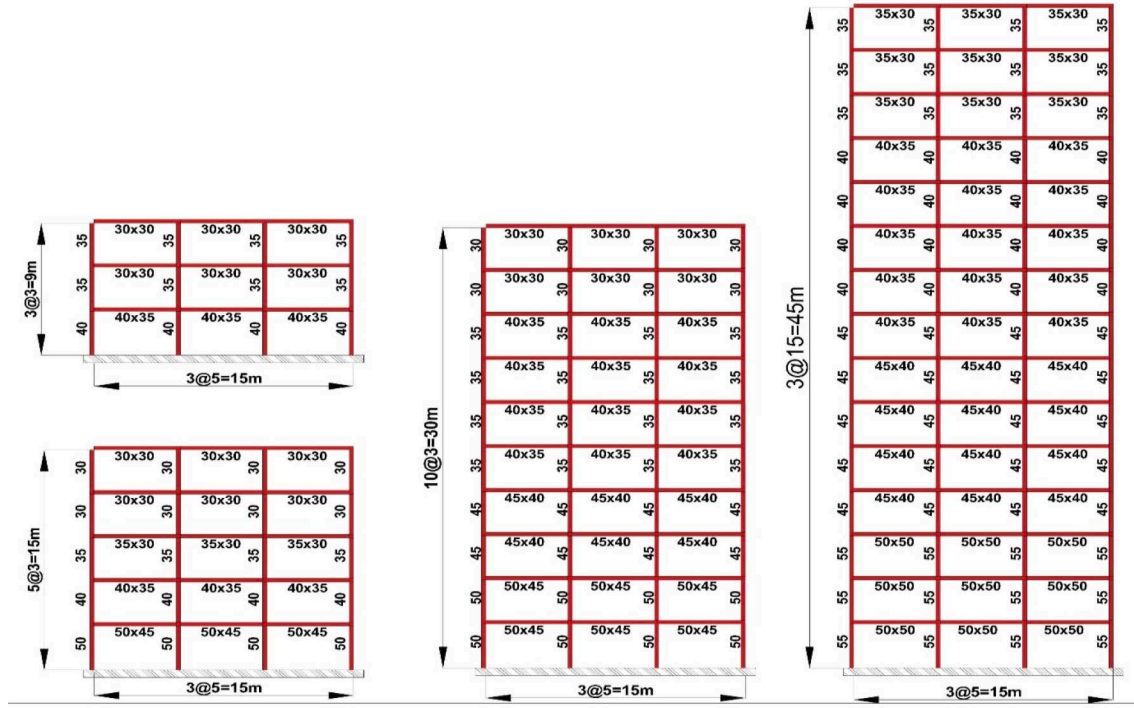 30x30 30x30 30x30
35 35 35 35
30x30 30x30 30x30
35 35 35 35
40x35 40x35 40x35
40 40 40 40
3@3=9m
3@5=15m
30x30 30x30 30x30
30 30 30 30
30x30 30x30 30x30
30 30 30 30
35x30 35x30 35x30
35 35 35 35
40x35 40x35 40x35
40 40 40 40
50x45 50x45 50x45
50 50 50 50
5@3=15m
3@5=15m
30x30 30x30 30x30
30 30 30 30
30x30 30x30 30x30
30 30 30 30
40x35 40x35 40x35
35 35 35 35
40x35 40x35 40x35
35 35 35 35
40x35 40x35 40x35
35 35 35 35
40x35 40x35 40x35
35 35 35 35
45x40 45x40 45x40
45 45 45 45
45x40 45x40 45x40
45 45 45 45
50x45 50x45 50x45
50 50 50 50
50x45 50x45 50x45
50 50 50 50
10@3=30m
3@5=15m
35x30 35x30 35x30
35 35 35 35
35x30 35x30 35x30
35 35 35 35
35x30 35x30 35x30
35 35 35 35
40x35 40x35 40x35
40 40 40 40
40x35 40x35 40x35
40 40 40 40
40x35 40x35 40x35
40 40 40 40
40x35 40x35 40x35
40 40 40 40
40x35 40x35 40x35
45 45 45 45
45x40 45x40 45x40
45 45 45 45
45x40 45x40 45x40
45 45 45 45
45x40 45x40 45x40
45 45 45 45
45x40 45x40 45x40
45 45 45 45
50x50 50x50 50x50
55 55 55 55
50x50 50x50 50x50
55 55 55 55
50x50 50x50 50x50
55 55 55 55
3@15=45m
3@5=15m